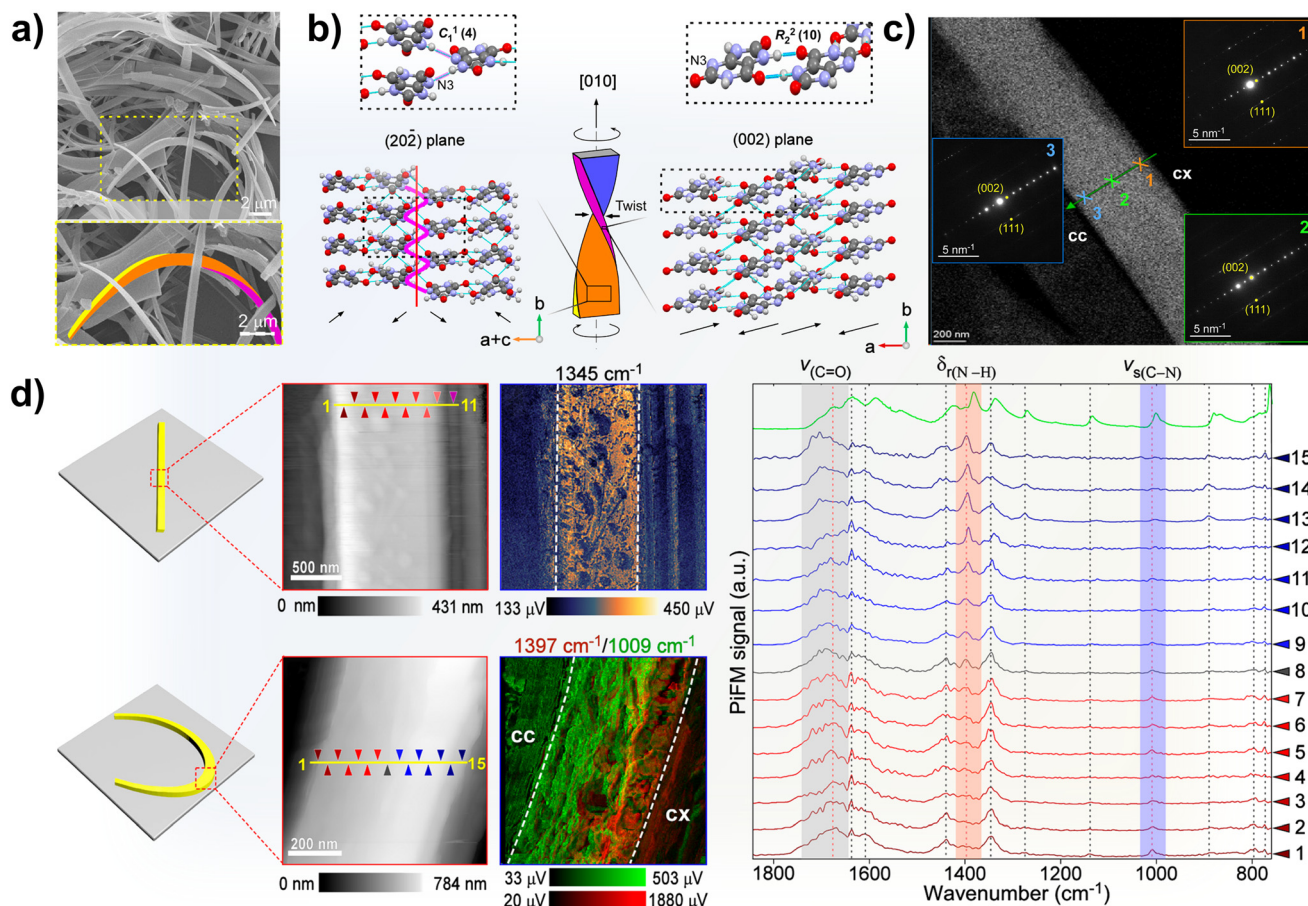 a)
2 μm
2 μm
b)
C₁¹ (4)
N3
(202̅) plane
a+c
b
[010]
Twist
R₂² (10)
N3
(002) plane
a
b
c)
1
(002)
(111)
5 nm⁻¹
3
(002)
(111)
5 nm⁻¹
cx
1
2
3
cc
2
(002)
(111)
5 nm⁻¹
200 nm
d)
1
11
500 nm
0 nm
431 nm
1345 cm⁻¹
133 μV
450 μV
1
15
200 nm
0 nm
784 nm
1397 cm⁻¹/1009 cm⁻¹
cc
cx
33 μV
503 μV
20 μV
1880 μV
ν(C=O)
δr(N –H)
νs(C–N)
15
14
13
12
11
10
9
8
7
6
5
4
3
2
1
PiFM signal (a.u.)
1800
1600
1400
1200
1000
800
Wavenumber (cm⁻¹)